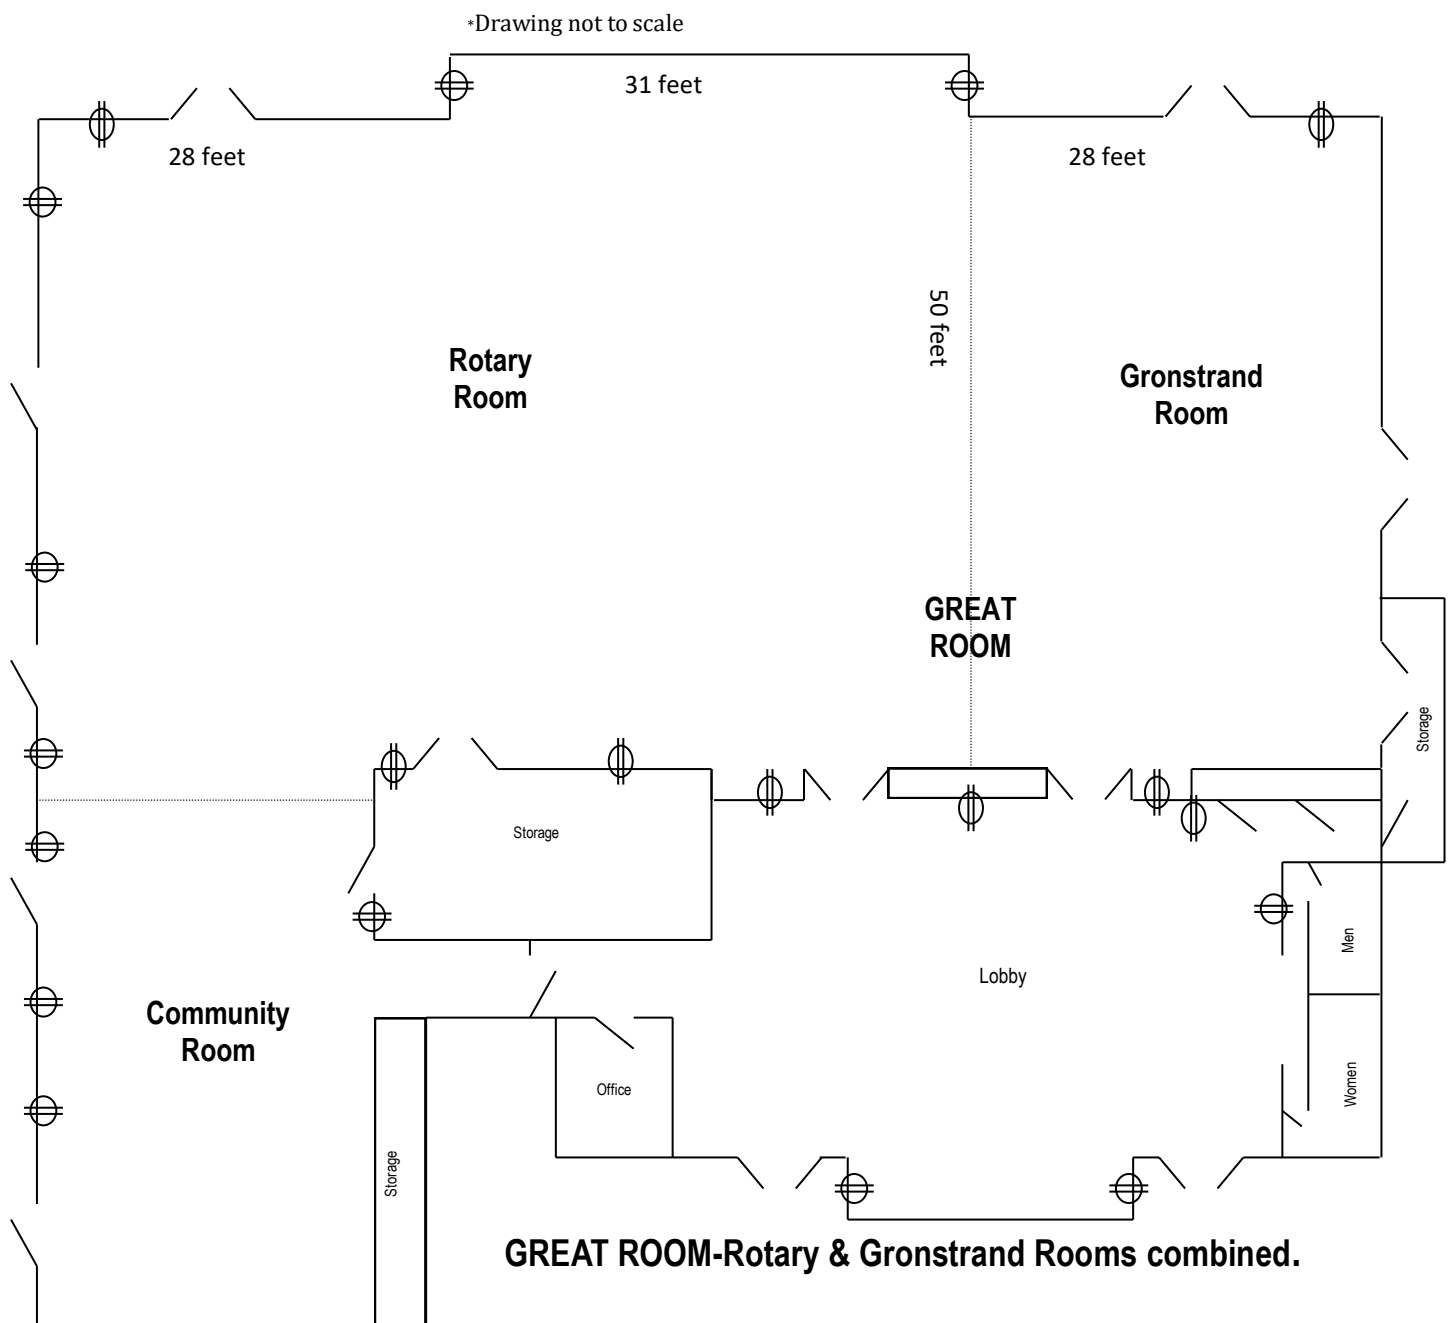 *Drawing not to scale
31 feet
28 feet
28 feet
50 feet
Rotary
Room
Gronstrand
Room
GREAT
ROOM
Storage
Storage
Lobby
Men
Community
Room
Office
Women
Storage
GREAT ROOM-Rotary & Gronstrand Rooms combined.